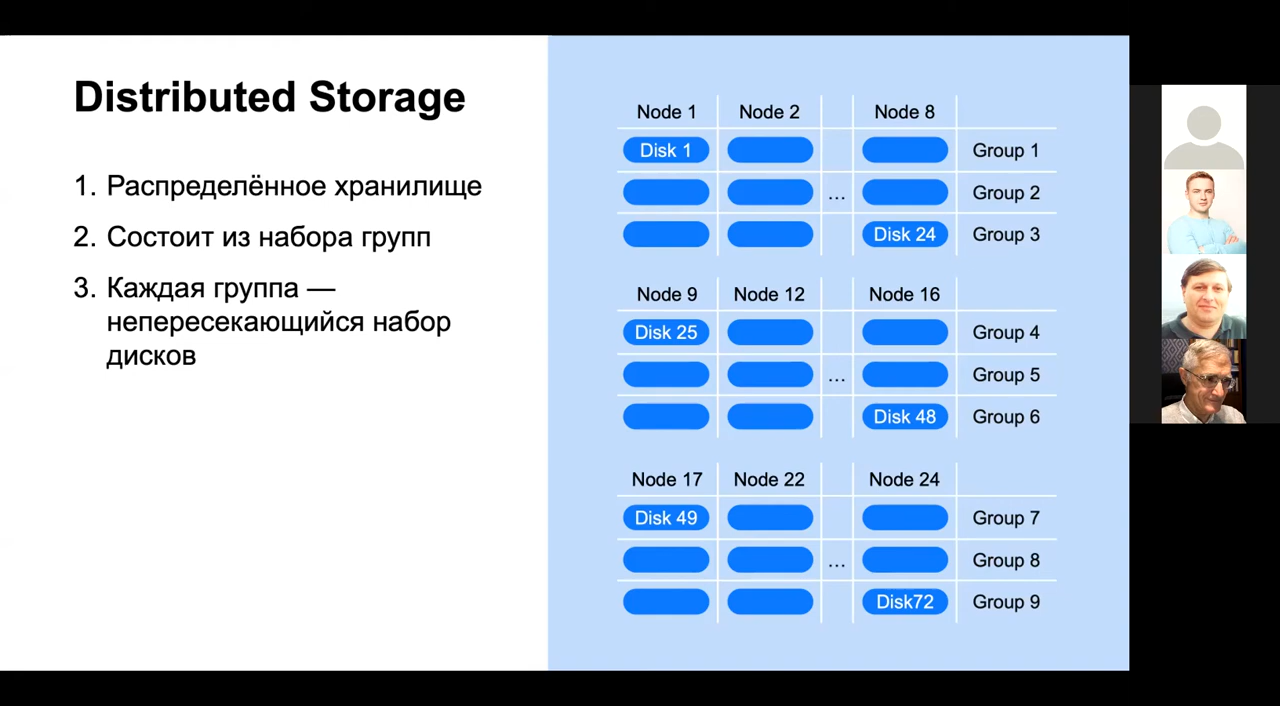 Distributed Storage
1. Распределённое хранилище
2. Состоит из набора групп
3. Каждая группа —
непересекающийся набор
дисков
Node 1 Node 2 Node 8
Disk 1 Group 1
... Group 2
Disk 24 Group 3
Node 9 Node 12 Node 16
Disk 25 Group 4
... Group 5
Disk 48 Group 6
Node 17 Node 22 Node 24
Disk 49 Group 7
... Group 8
Disk72 Group 9